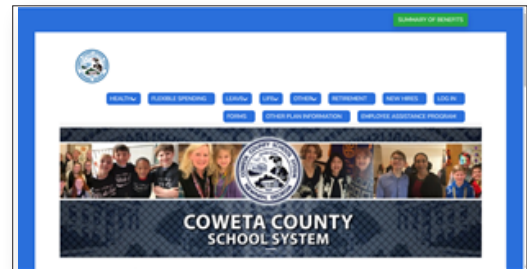 SUMMARY OF BENEFITS
HEALTH FLEXIBLE SPENDING LEAVE LIFE OTHER RETIREMENT NEW HIRES LOG IN
FORMS OTHER PLAN INFORMATION EMPLOYEE ASSISTANCE PROGRAM
COWETA COUNTY
SCHOOL SYSTEM